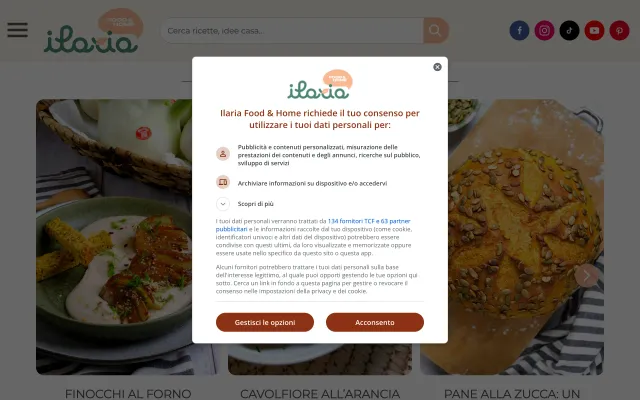 ilaria
Cerca ricette, idee casa...
ilaria
Ilaria Food & Home richiede il tuo consenso per
utilizzare i tuoi dati personali per:
Pubblicità e contenuti personalizzati, misurazione delle
prestazioni dei contenuti e degli annunci, ricerche sul pubblico,
sviluppo di servizi
Archiviare informazioni su dispositivo e/o accedervi
Scopri di più
I tuoi dati personali verranno trattato da 134 fornitori TCF e 63 partner
pubblicitari e le informazioni raccolte dal tuo dispositivo (come cookie,
identificatori univoci e altri dati del dispositivo) potrebbero essere
condivise con questi ultimi, da loro visualizzate e memorizzate oppure
essere usate nello specifico da questo sito o questa app.
Alcuni fornitori potrebbero trattare i tuoi dati personali sulla base
dell'interesse legittimo, al quale puoi opporti gestendo le tue opzioni qui
sotto. Cerca un link in fondo a questa pagina per gestire o revocare il
consenso nelle impostazioni della privacy e dei cookie.
Gestisci le opzioni
Acconsento
FINOCCHI AL FORNO
CAVOLFIORE ALL'ARANCIA
PANE ALLA ZUCCA: UN